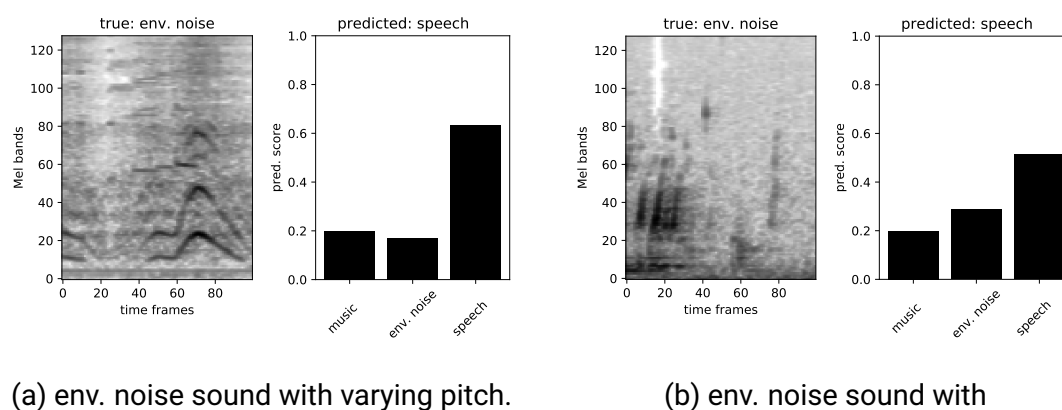 true: env. noise
predicted: speech
Mel bands
120
100
80
60
40
20
0
0 20 40 60 80
time frames
pred. score
1.0
0.8
0.6
0.4
0.2
0.0
music
env. noise
speech
(a) env. noise sound with varying pitch.
true: env. noise
predicted: speech
Mel bands
120
100
80
60
40
20
0
0 20 40 60 80
time frames
pred. score
1.0
0.8
0.6
0.4
0.2
0.0
music
env. noise
speech
(b) env. noise sound with